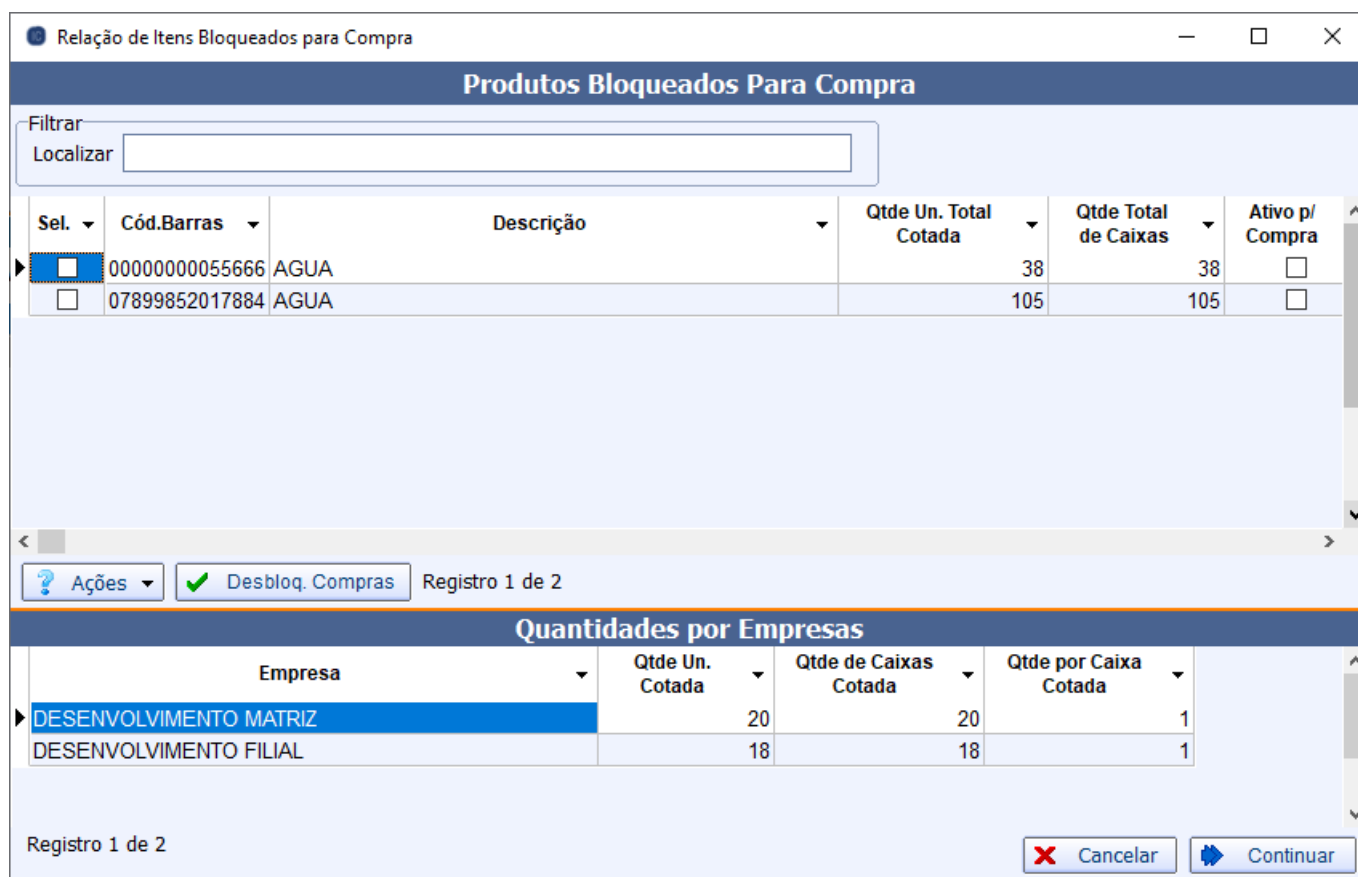 Relação de Itens Bloqueados para Compra
Produtos Bloqueados Para Compra
Filtrar
Localizar
Sel. Cód.Barras Descrição Qtde Un. Total Cotada Qtde Total de Caixas Ativo p/ Compra
00000000055666 AGUA 38 38
07899852017884 AGUA 105 105
Ações Desbloq. Compras Registro 1 de 2
Quantidades por Empresas
Empresa Qtde Un. Cotada Qtde de Caixas Cotada Qtde por Caixa Cotada
DESENVOLVIMENTO MATRIZ 20 20 1
DESENVOLVIMENTO FILIAL 18 18 1
Registro 1 de 2
Cancelar Continuar